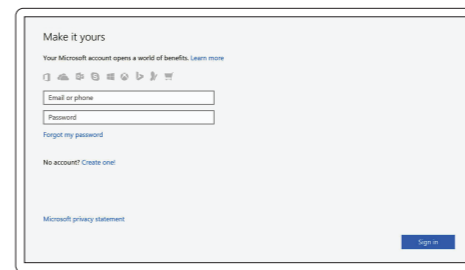 Make it yours
Your Microsoft account opens a world of benefits. Learn more
Email or phone
Password
Forgot my password
No account? Create one!
Microsoft privacy statement
Sign in